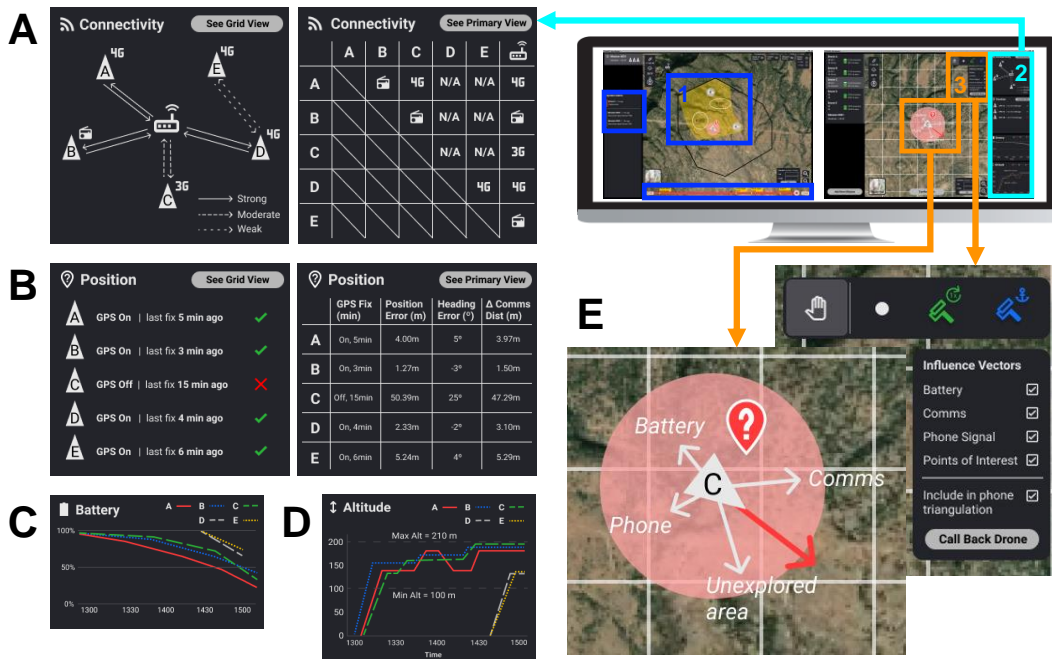 A
Connectivity
See Grid View
4G
A
4G
E
B
4G
D
3G
C
Strong
Moderate
Weak
Connectivity
See Primary View
A B C D E
A 4G N/A N/A 4G
B N/A N/A
C N/A N/A 3G
D 4G 4G
E
1
3
2
B
Position
See Grid View
A GPS On | last fix 5 min ago
B GPS On | last fix 3 min ago
C GPS Off | last fix 15 min ago
D GPS On | last fix 4 min ago
E GPS On | last fix 6 min ago
Position
See Primary View
GPS Fix (min) Position Error (m) Heading Error (º) Δ Comms Dist (m)
A On, 5min 4.00m 5º 3.97m
B On, 3min 1.27m -3º 1.50m
C Off, 15min 50.39m 25º 47.29m
D On, 4min 2.33m -2º 3.10m
E On, 6min 5.24m 4º 5.29m
C
Battery
A B C
D E
100%
50%
0%
1300 1330 1400 1430 1500
D
Altitude
A B C
D E
Max Alt = 210 m
Min Alt = 100 m
200
150
100
50
0
1300 1330 1400 1430 1500
Time
E
Influence Vectors
Battery
Comms
Phone Signal
Points of Interest
Include in phone
triangulation
Call Back Drone
Battery
?
C
Comms
Phone
Unexplored
area